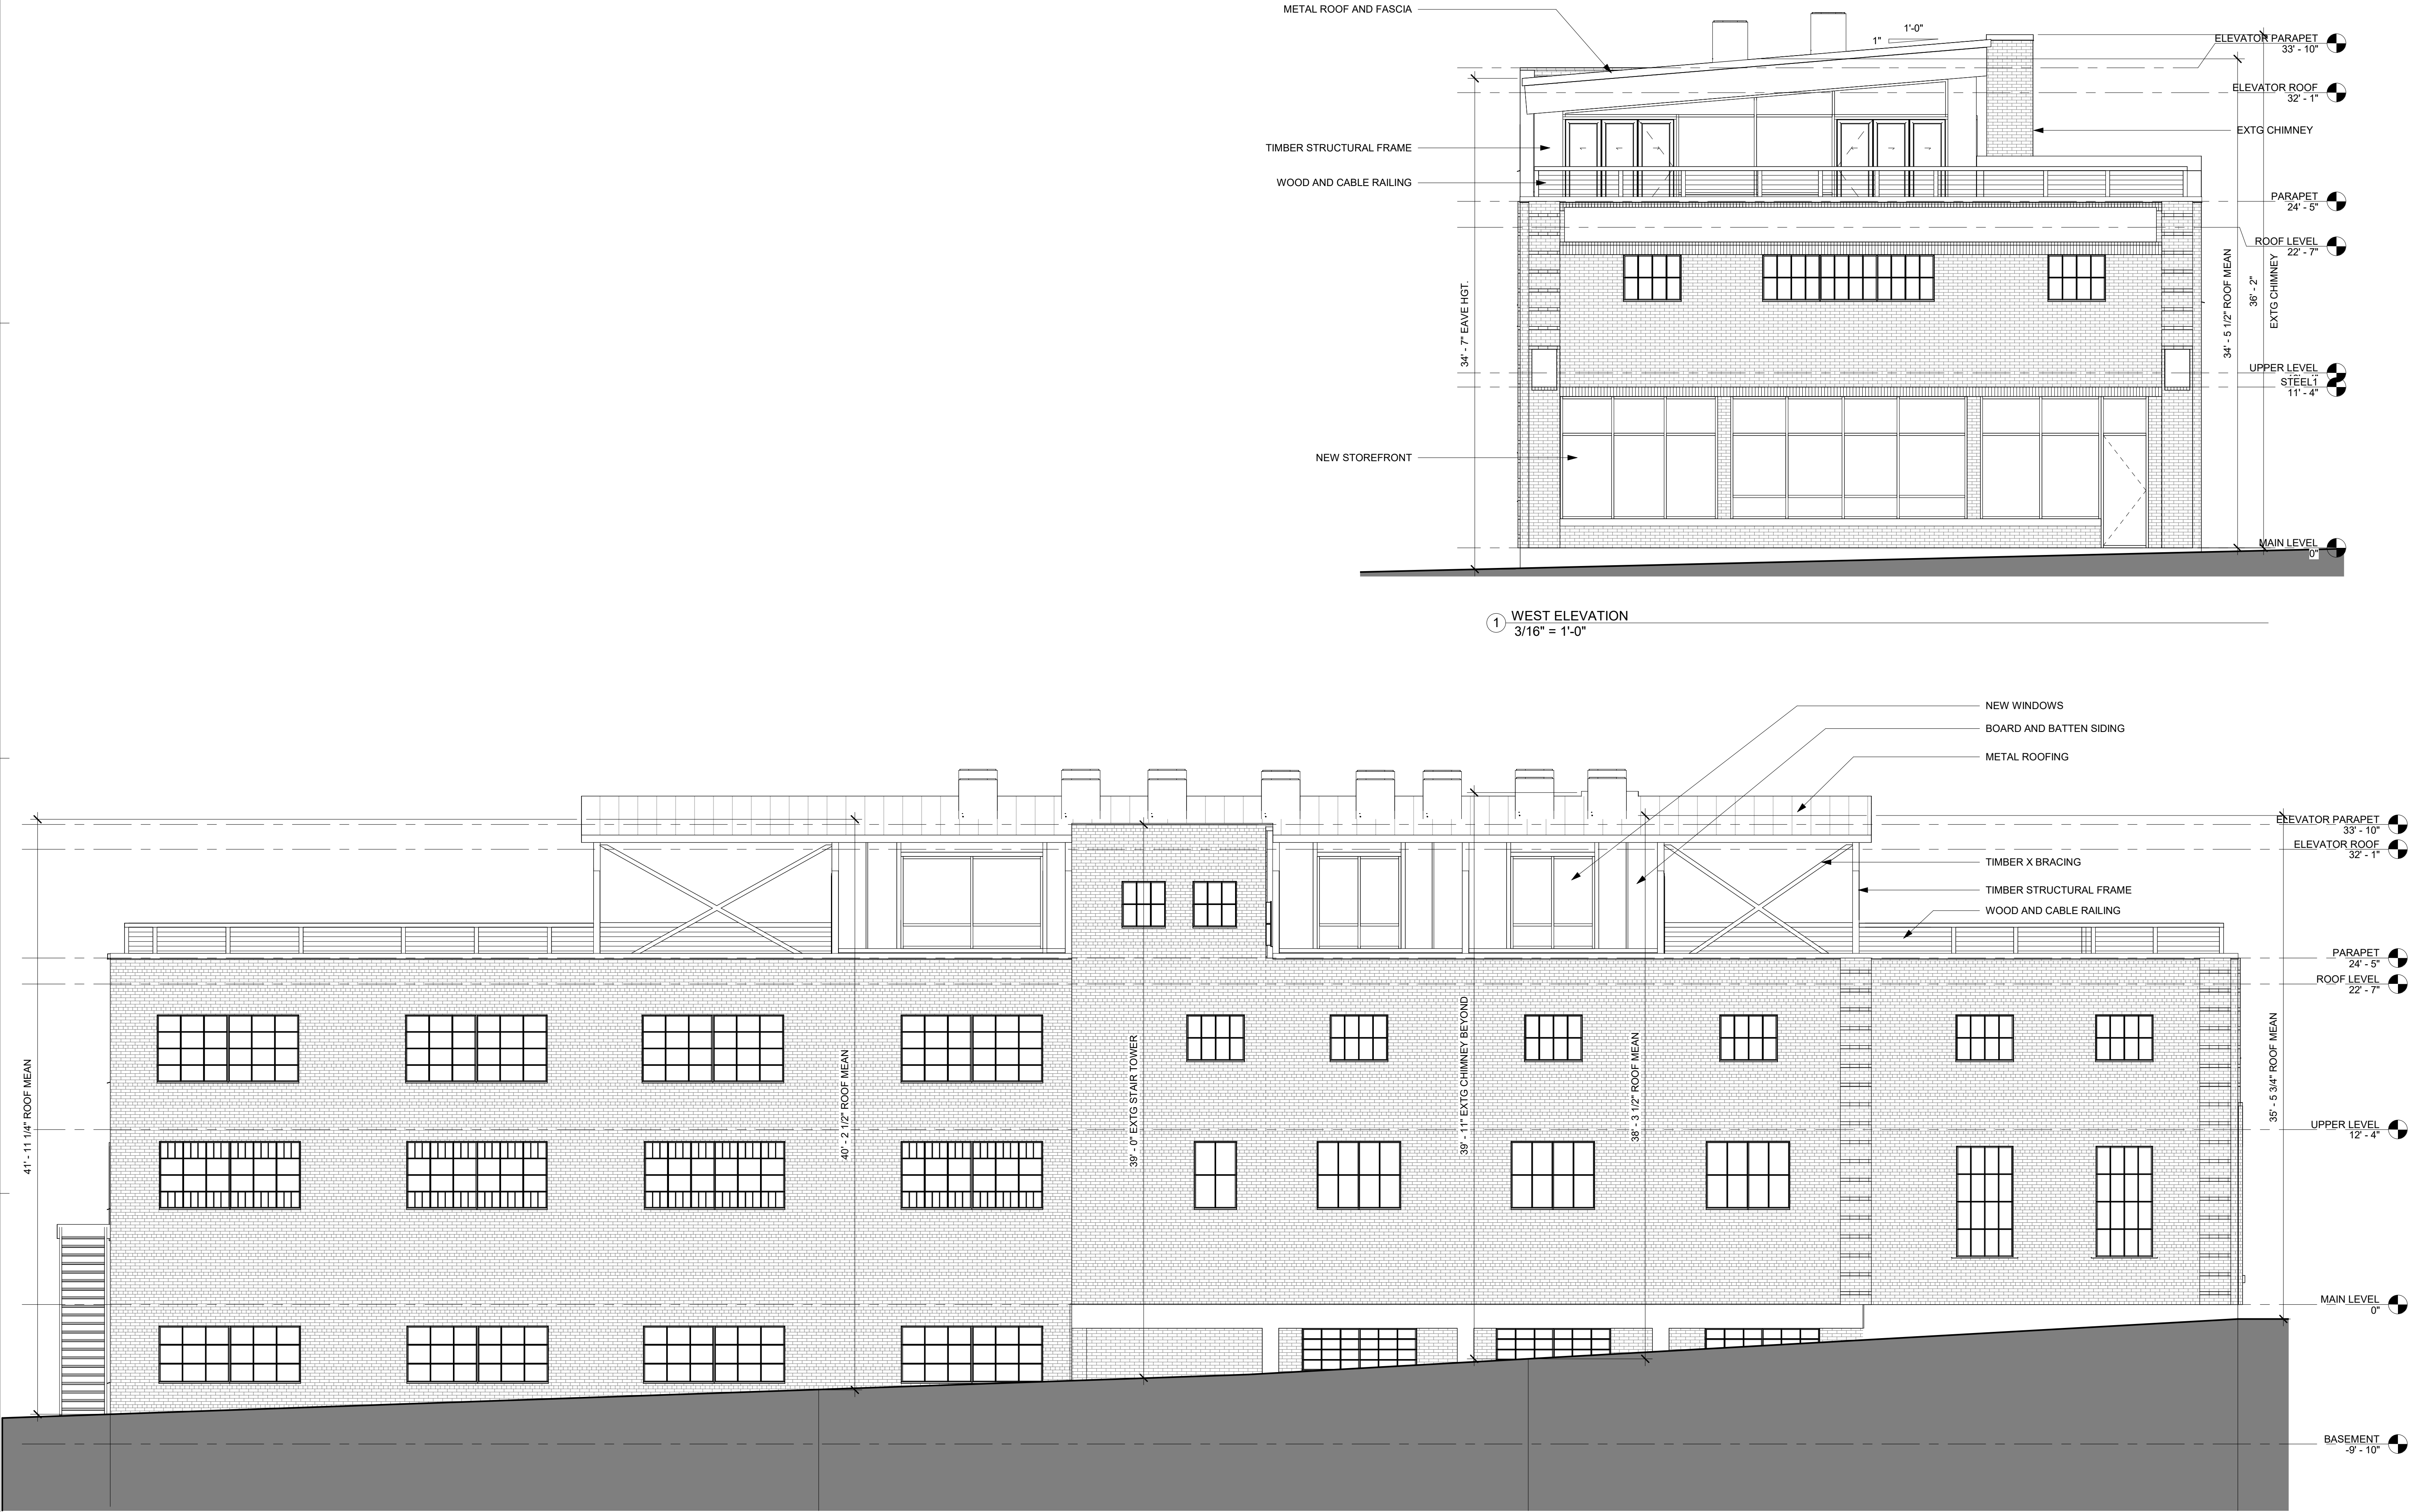 METAL ROOF AND FASCIA
1'-0"
1"
ELEVATOR PARAPET
33' - 10"
ELEVATOR ROOF
32' - 1"
EXTG CHIMNEY
TIMBER STRUCTURAL FRAME
WOOD AND CABLE RAILING
PARAPET
24' - 5"
ROOF LEVEL
22' - 7"
34' - 7" EAVE HGT.
34' - 5 1/2" ROOF MEAN
36' - 2"
EXTG CHIMNEY
UPPER LEVEL
STEEL1
11' - 4"
NEW STOREFRONT
MAIN LEVEL
0"
1
WEST ELEVATION
3/16" = 1'-0"
NEW WINDOWS
BOARD AND BATTEN SIDING
METAL ROOFING
ELEVATOR PARAPET
33' - 10"
ELEVATOR ROOF
32' - 1"
TIMBER X BRACING
TIMBER STRUCTURAL FRAME
WOOD AND CABLE RAILING
PARAPET
24' - 5"
ROOF LEVEL
22' - 7"
41' - 11 1/4" ROOF MEAN
40' - 2 1/2" ROOF MEAN
39' - 0" EXTG STAIR TOWER
39' - 11" EXTG CHIMNEY BEYOND
38' - 3 1/2" ROOF MEAN
35' - 5 3/4" ROOF MEAN
UPPER LEVEL
12' - 4"
MAIN LEVEL
0"
BASEMENT
-9' - 10"